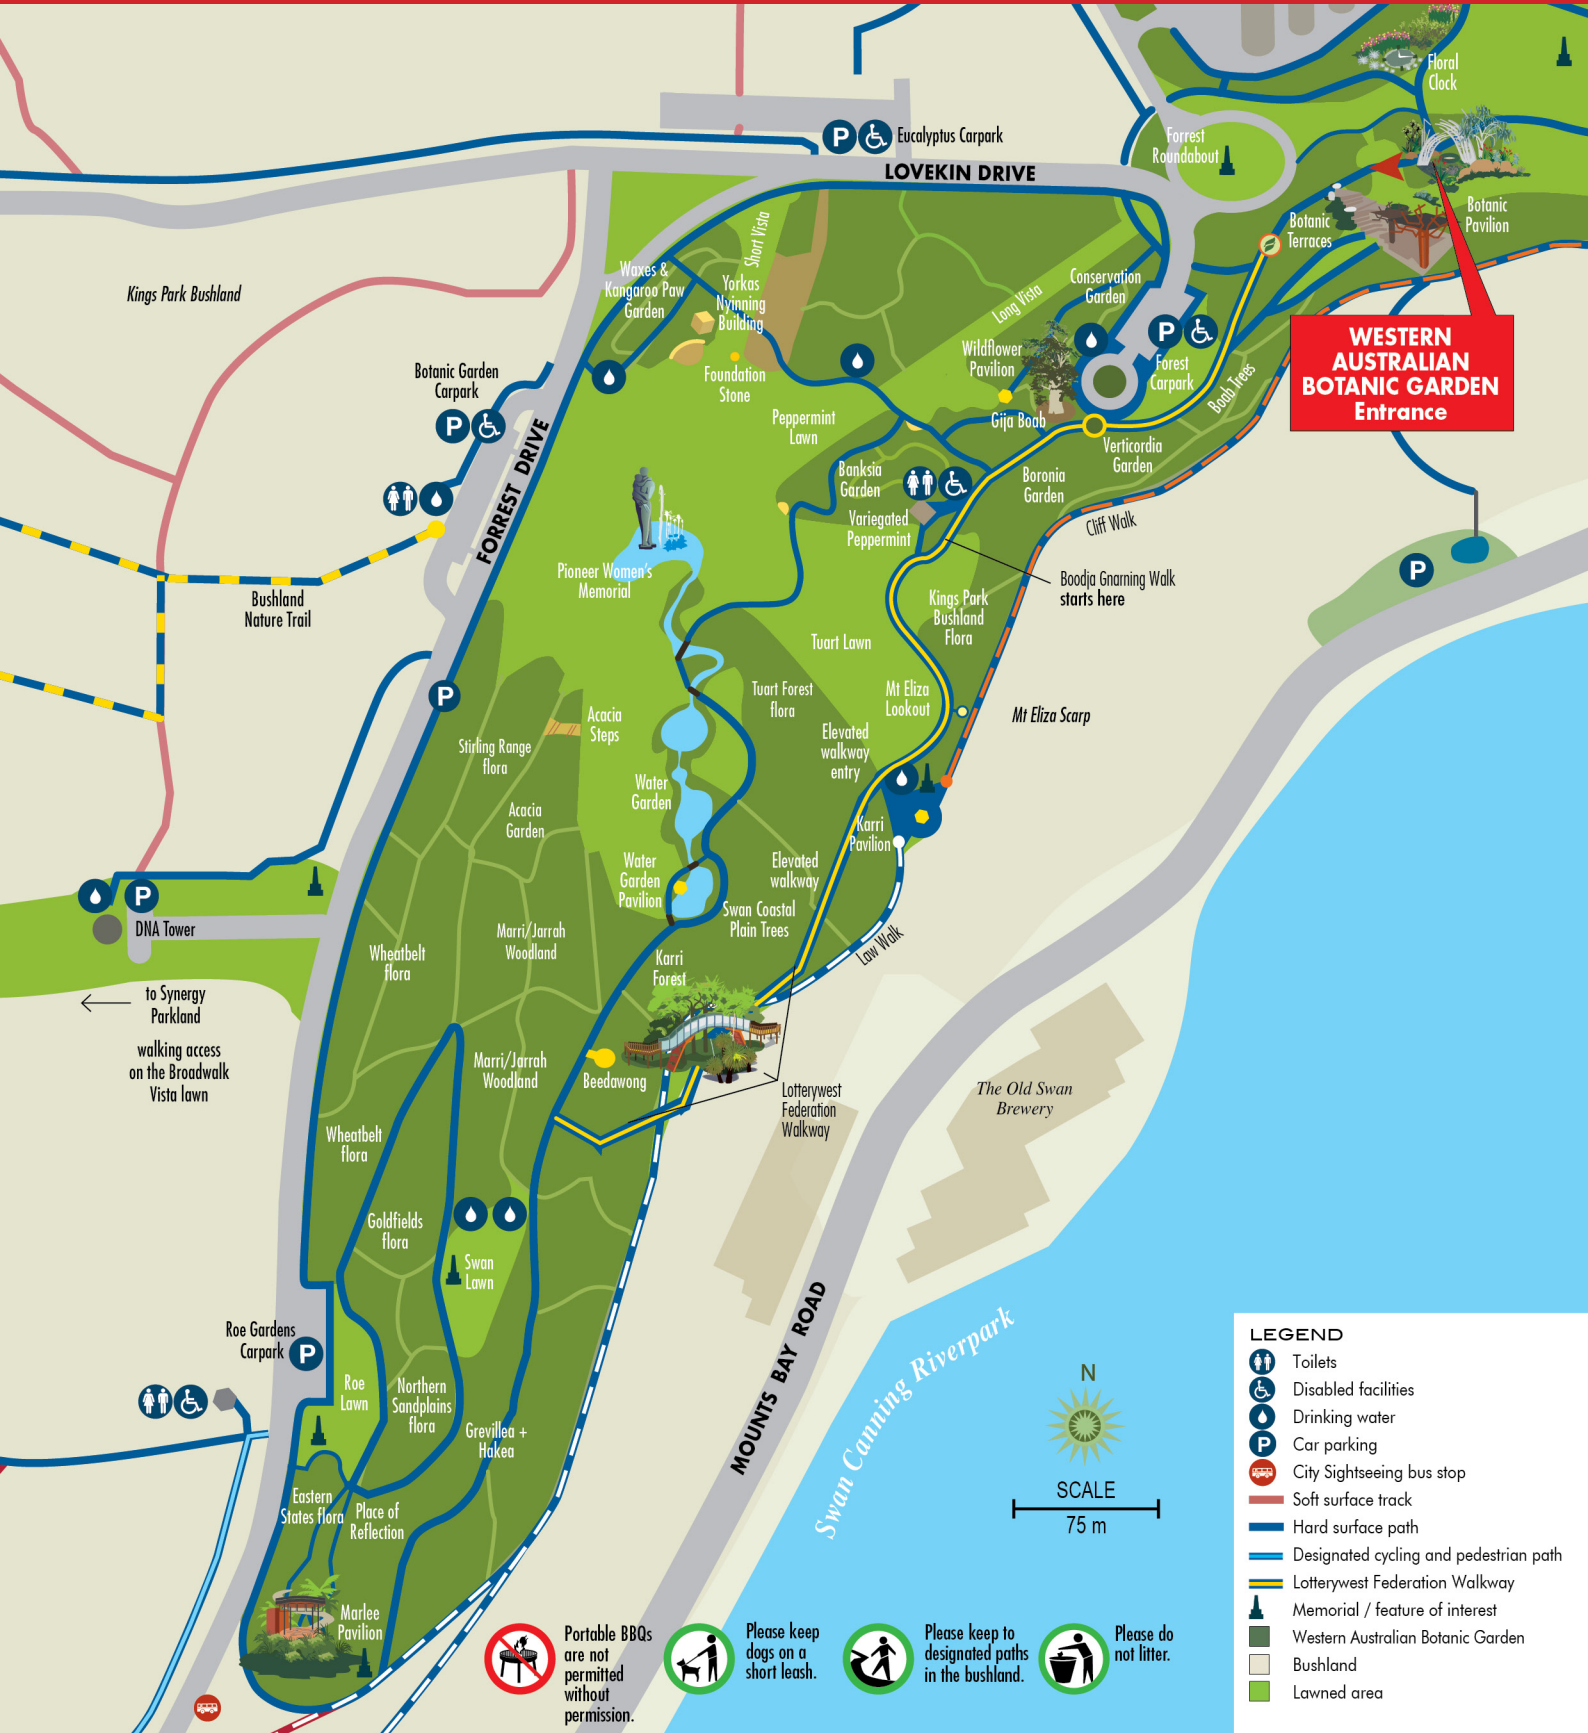 Floral
Clock
Eucalyptus Carpark
Forrest
Roundabout
LOVEKIN DRIVE
Botanic
Pavilion
Botanic
Terraces
Short Vista
Waxes &
Kangaroo Paw
Garden
Yorkas
Nyinning
Building
Conservation
Garden
Long Vista
Kings Park Bushland
WESTERN
AUSTRALIAN
BOTANIC GARDEN
Entrance
P
Wildflower
Pavilion
Forest
Carpark
Botanic Garden
Carpark
P
Foundation
Stone
Boab Trees
Peppermint
Lawn
Gija Boab
Verticordia
Garden
FORREST DRIVE
Banksia
Garden
Boronia
Garden
Variegated
Peppermint
Cliff Walk
Pioneer Women's
Memorial
Boodja Gnarning Walk
starts here
P
Bushland
Nature Trail
Kings Park
Bushland
Flora
Tuart Lawn
P
Tuart Forest
flora
Mt Eliza
Lookout
Mt Eliza Scarp
Acacia
Steps
Stirling Range
flora
Elevated
walkway
entry
Water
Garden
Acacia
Garden
Karri
Pavilion
P
Water
Garden
Pavilion
Elevated
walkway
DNA Tower
Swan Coastal
Plain Trees
Marri/Jarrah
Woodland
Law Walk
Wheatbelt
flora
Karri
Forest
to Synergy
Parkland
walking access
on the Broadwalk
Vista lawn
Marri/Jarrah
Woodland
Beedawong
Lotterywest
Federation
Walkway
The Old Swan
Brewery
Wheatbelt
flora
Goldfields
flora
Swan
Lawn
Roe Gardens
Carpark
P
MOUNTS BAY ROAD
Swan Canning Riverpark
Roe
Lawn
Northern
Sandplains
flora
Grevillea +
Hakea
N
SCALE
75 m
Eastern
States flora
Place of
Reflection
Marlee
Pavilion
Portable BBQs
are not
permitted
without
permission.
Please keep
dogs on a
short leash.
Please keep to
designated paths
in the bushland.
Please do
not litter.
LEGEND
Toilets
Disabled facilities
Drinking water
P Car parking
City Sightseeing bus stop
Soft surface track
Hard surface path
Designated cycling and pedestrian path
Lotterywest Federation Walkway
Memorial / feature of interest
Western Australian Botanic Garden
Bushland
Lawned area